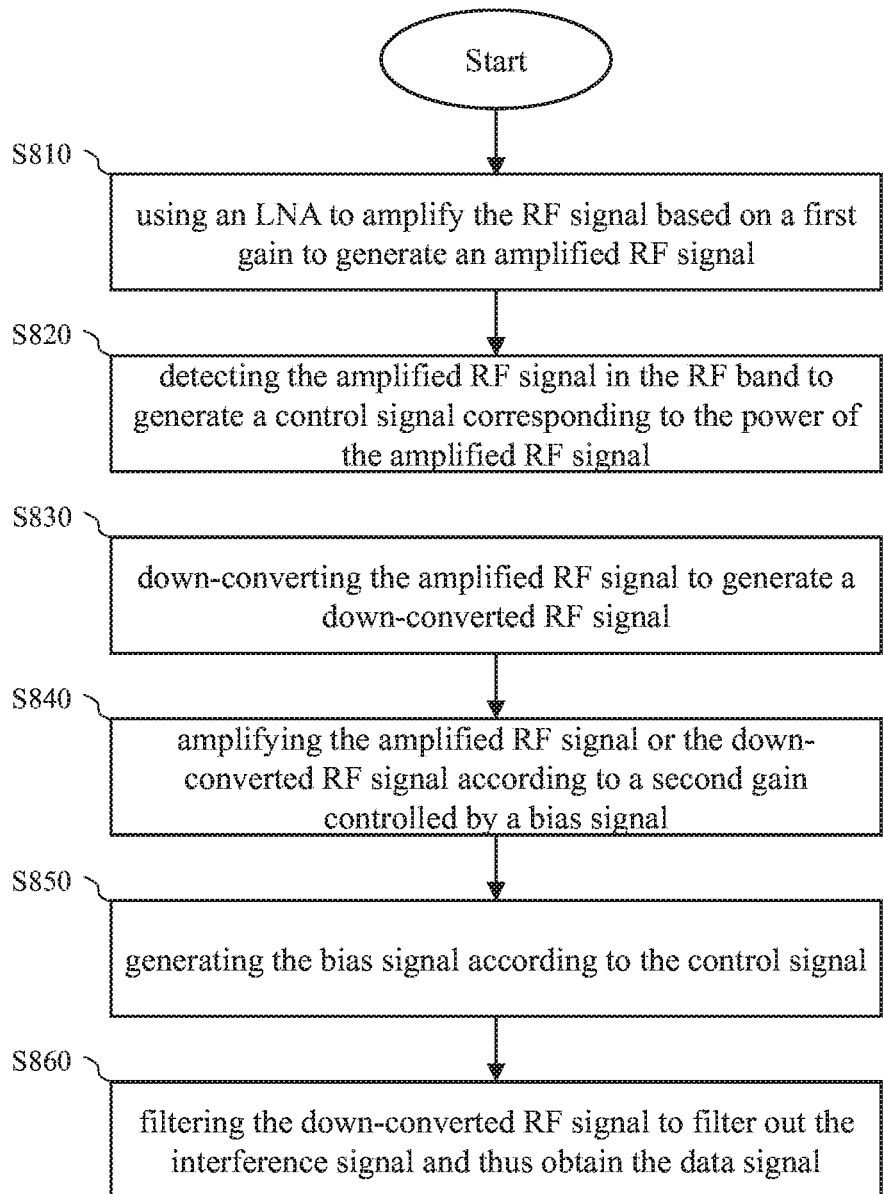 Start
S810
using an LNA to amplify the RF signal based on a first
gain to generate an amplified RF signal
S820
detecting the amplified RF signal in the RF band to
generate a control signal corresponding to the power of
the amplified RF signal
S830
down-converting the amplified RF signal to generate a
down-converted RF signal
S840
amplifying the amplified RF signal or the down-
converted RF signal according to a second gain
controlled by a bias signal
S850
generating the bias signal according to the control signal
S860
filtering the down-converted RF signal to filter out the
interference signal and thus obtain the data signal